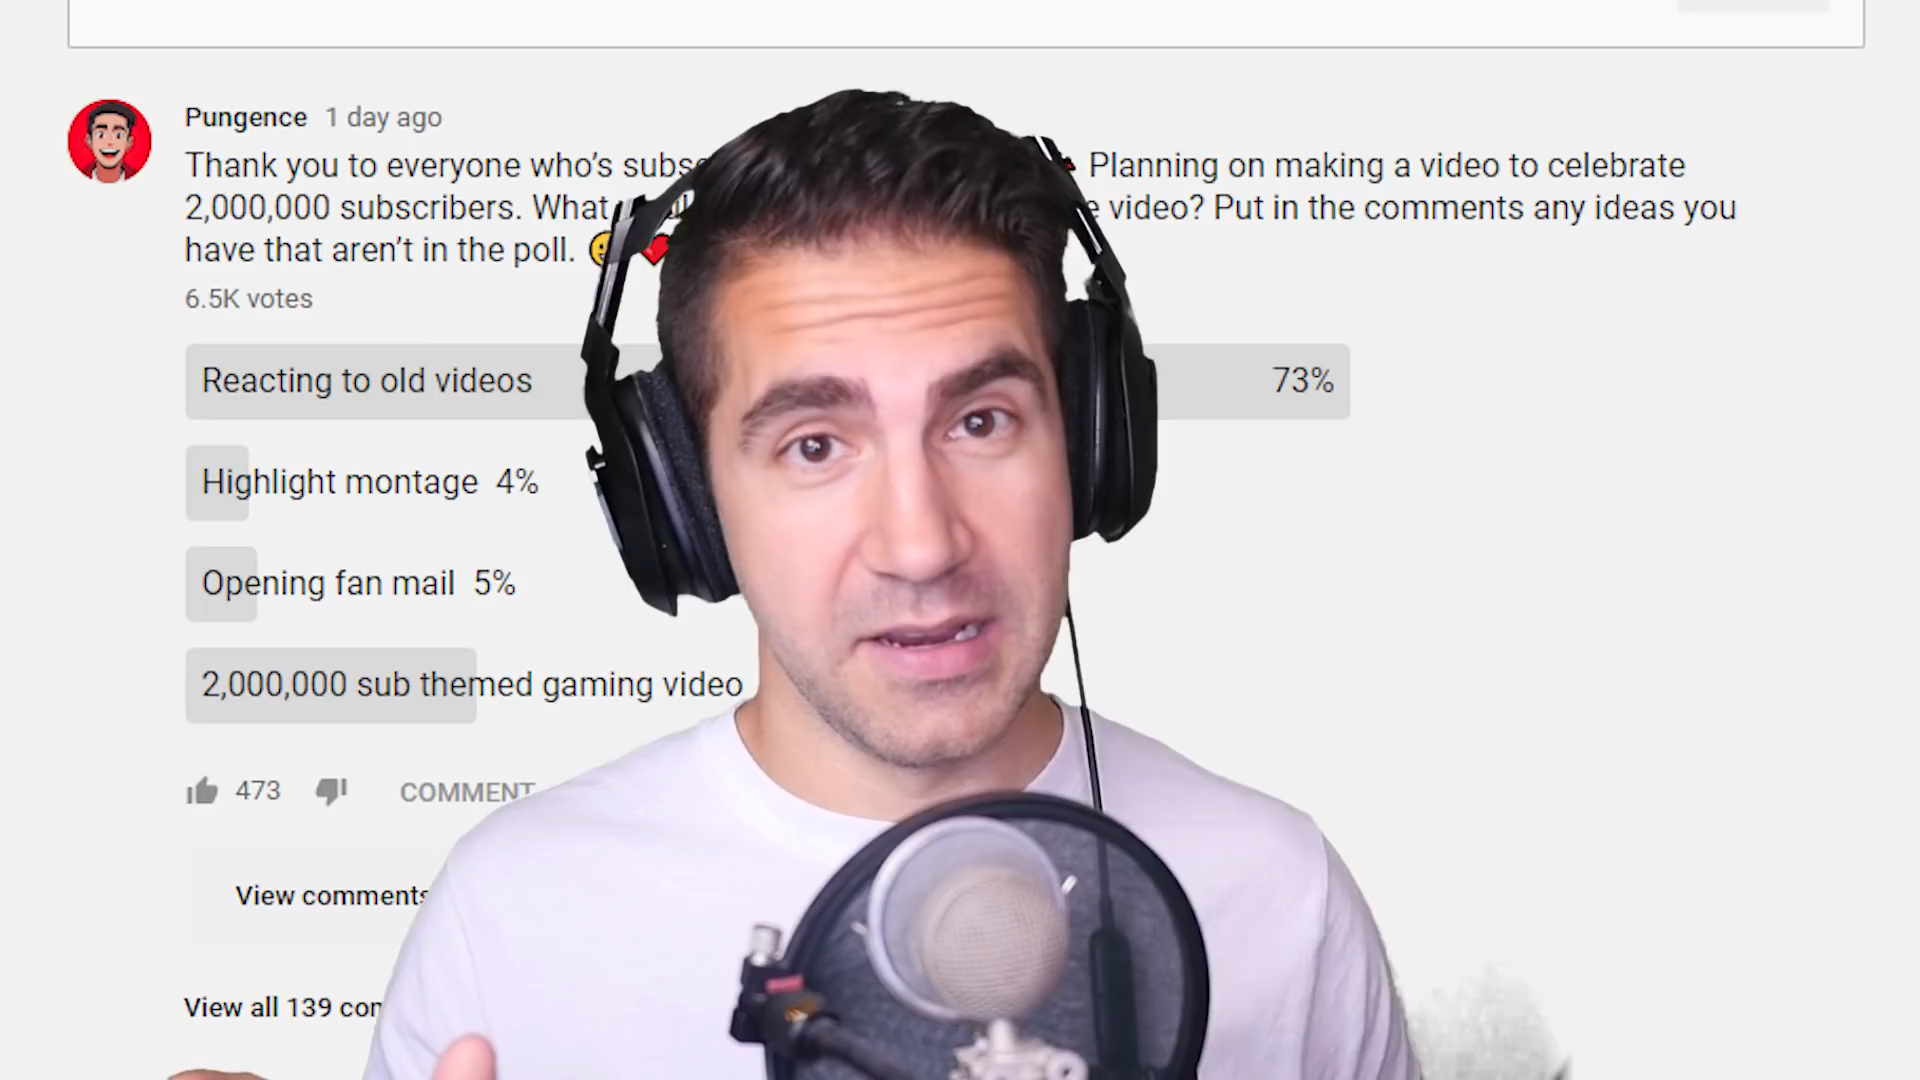 Pungence 1 day ago
Thank you to everyone who's Planning on making a video to celebrate
2,000,000 subscribers. What video? Put in the comments any ideas you
have that aren't in the poll.
6.5K votes
Reacting to old videos 73%
Highlight montage 4%
Opening fan mail 5%
2,000,000 sub themed gaming video
473 COMMENT
View comments
View all 139